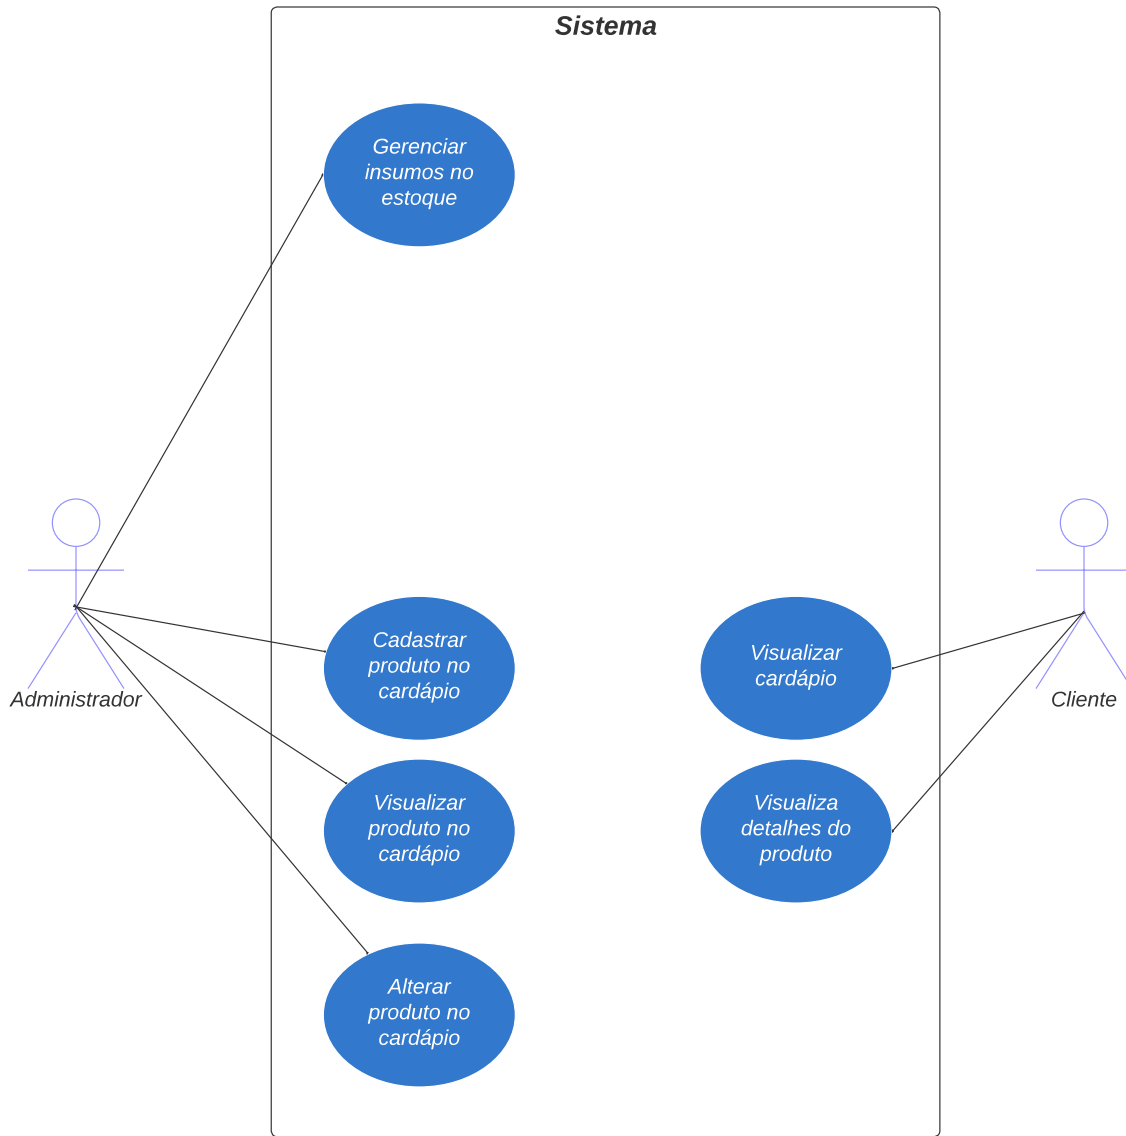 Sistema
Gerenciar
insumos no
estoque
Administrador
Cadastrar
produto no
cardápio
Visualizar
produto no
cardápio
Alterar
produto no
cardápio
Visualizar
cardápio
Visualiza
detalhes do
produto
Cliente